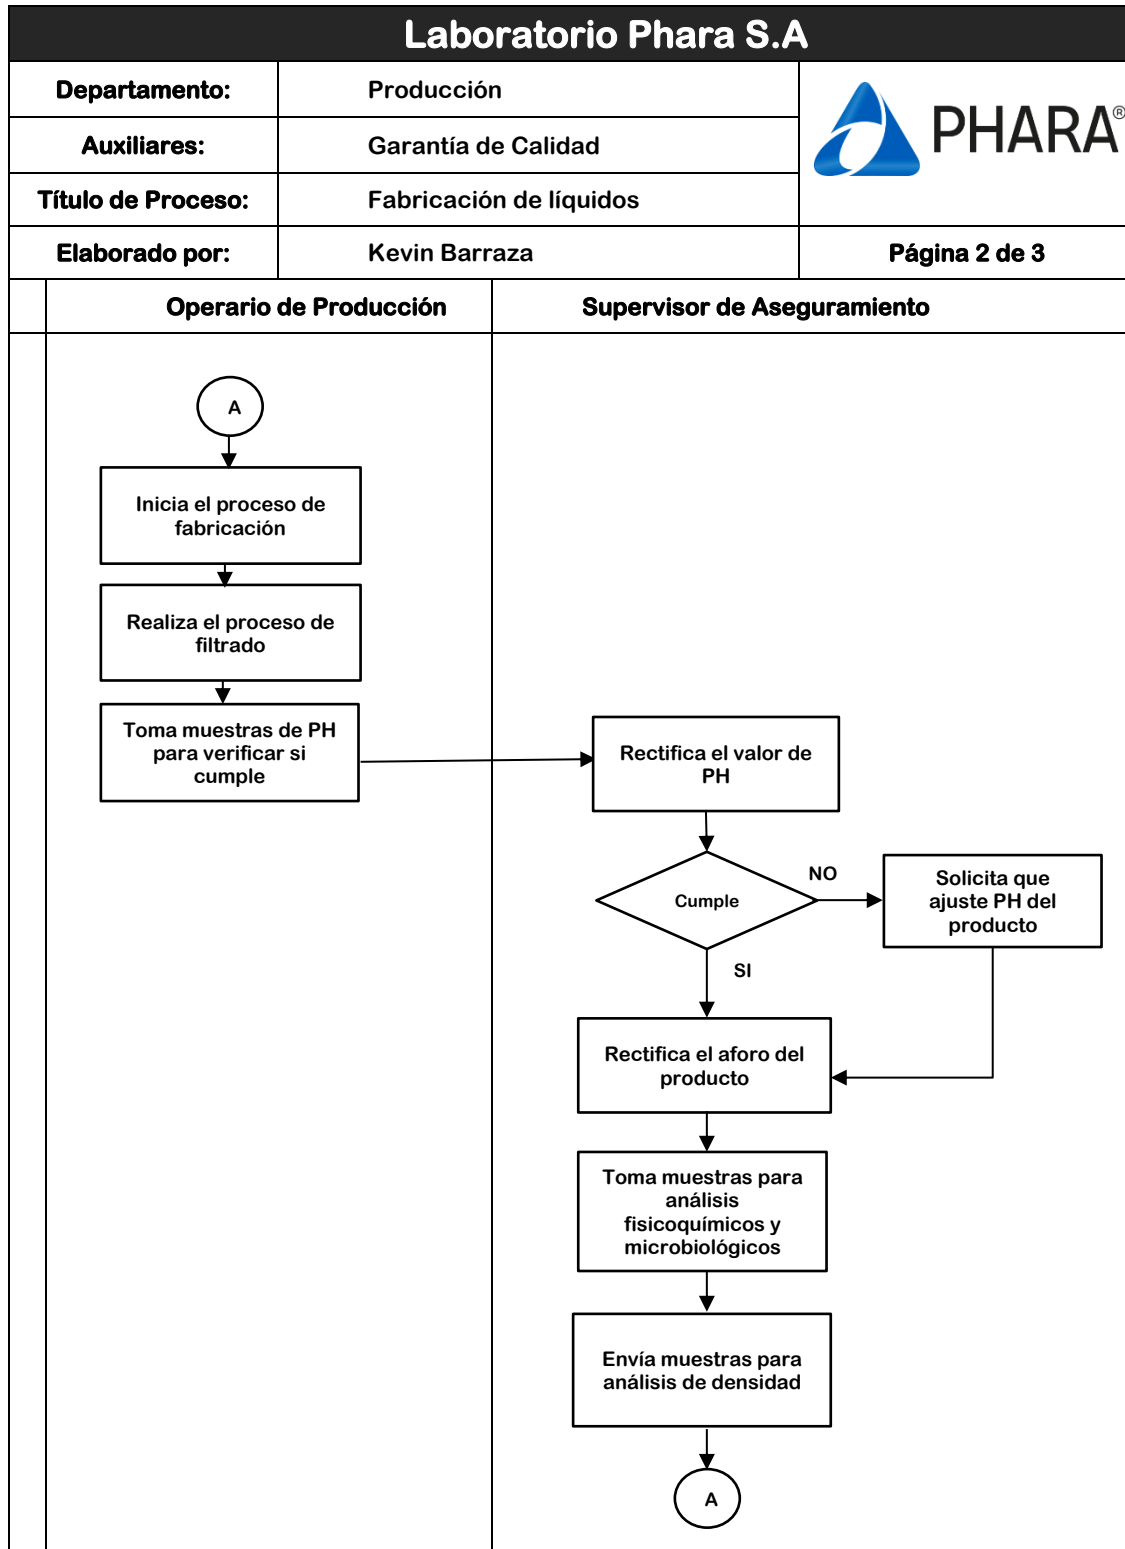 Laboratorio Phara S.A
Departamento:
Producción
PHARA®
Auxiliares:
Garantía de Calidad
Título de Proceso:
Fabricación de líquidos
Elaborado por:
Kevin Barraza
Página 2 de 3
Operario de Producción
Supervisor de Aseguramiento
A
Inicia el proceso de
fabricación
Realiza el proceso de
filtrado
Toma muestras de PH
para verificar si
cumple
Rectifica el valor de
PH
Cumple
NO
Solicita que
ajuste PH del
producto
SI
Rectifica el aforo del
producto
Toma muestras para
análisis
fisicoquímicos y
microbiológicos
Envía muestras para
análisis de densidad
A